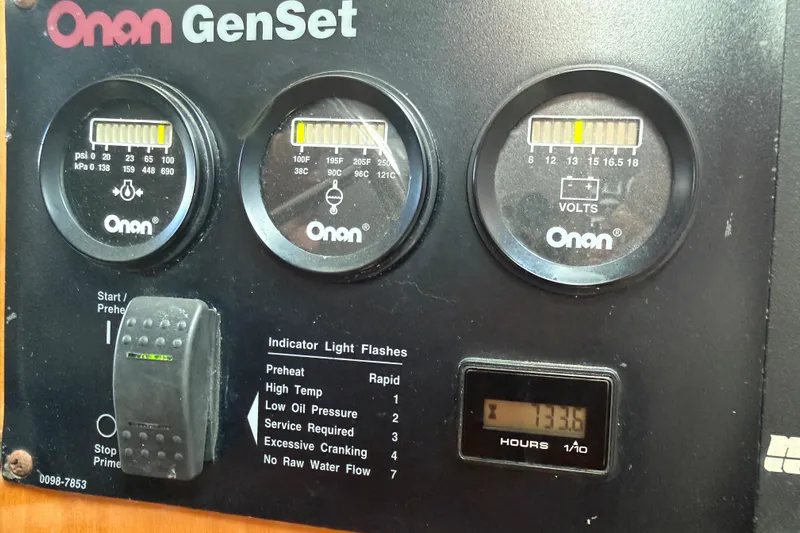 Onan GenSet
psi 0 20 23 65 100
kPa 0 138 159 448 690
Onan®
100F 195F 205F 250F
38C 90C 96C 121C
Onan
8 12 13 15 16.5 18
- +
VOLTS
Onan®
Start /
I
O
Stop
Prime
0098-7853
Indicator Light Flashes
Preheat Rapid
High Temp 1
Low Oil Pressure 2
Service Required 3
Excessive Cranking 4
No Raw Water Flow 7
733.6
HOURS 1/10